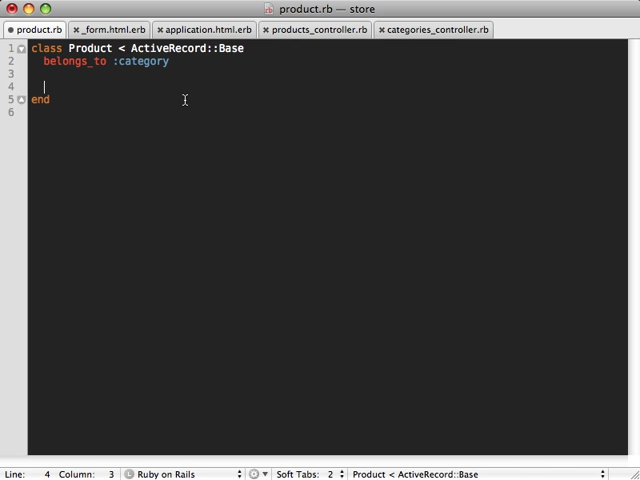 product.rb — store
product.rb
_form.html.erb
application.html.erb
products_controller.rb
categories_controller.rb
1 class Product < ActiveRecord::Base
2 belongs_to :category
3
4
5 end
6
Line: 4 Column: 3 L Ruby on Rails Soft Tabs: 2 Product < ActiveRecord::Base